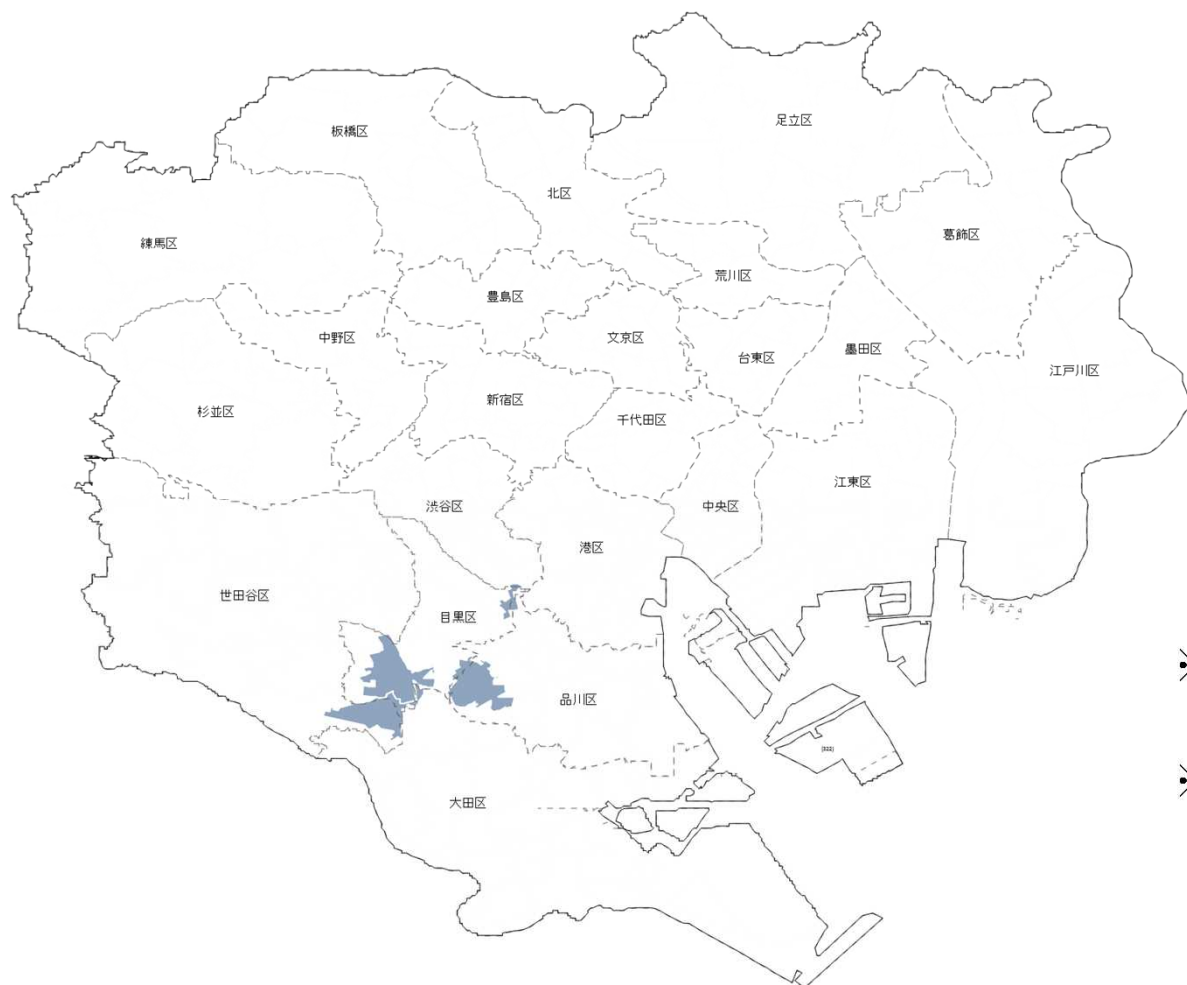 足立区
板橋区
北区
葛飾区
練馬区
荒川区
豊島区
中野区
文京区
台東区
墨田区
江戸川区
新宿区
杉並区
千代田区
江東区
渋谷区
中央区
港区
世田谷区
目黒区
品川区
大田区